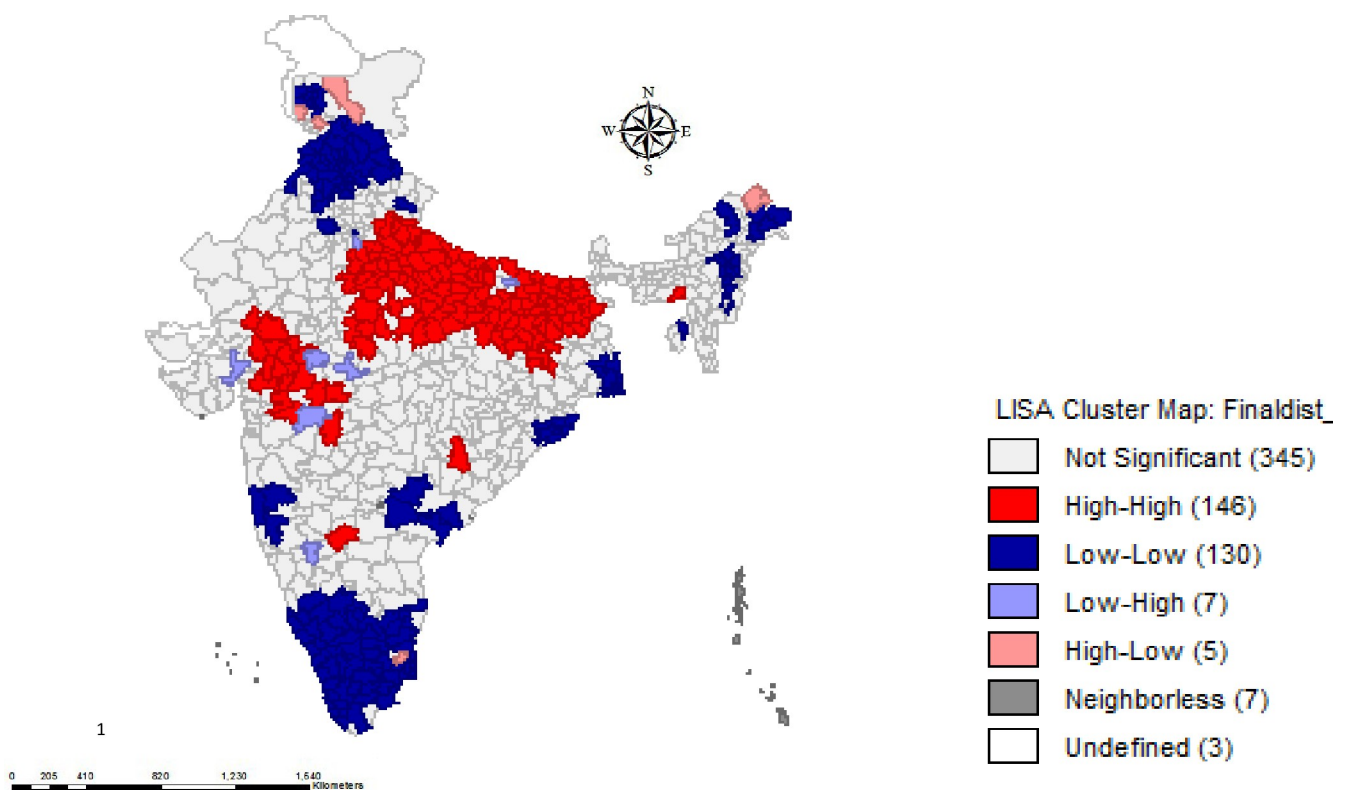 N
W E
S
LISA Cluster Map: Finaldist_
Not Significant (345)
High-High (146)
Low-Low (130)
Low-High (7)
High-Low (5)
Neighborless (7)
Undefined (3)
1
0 205 410 820 1,230 1,640
Kilometers